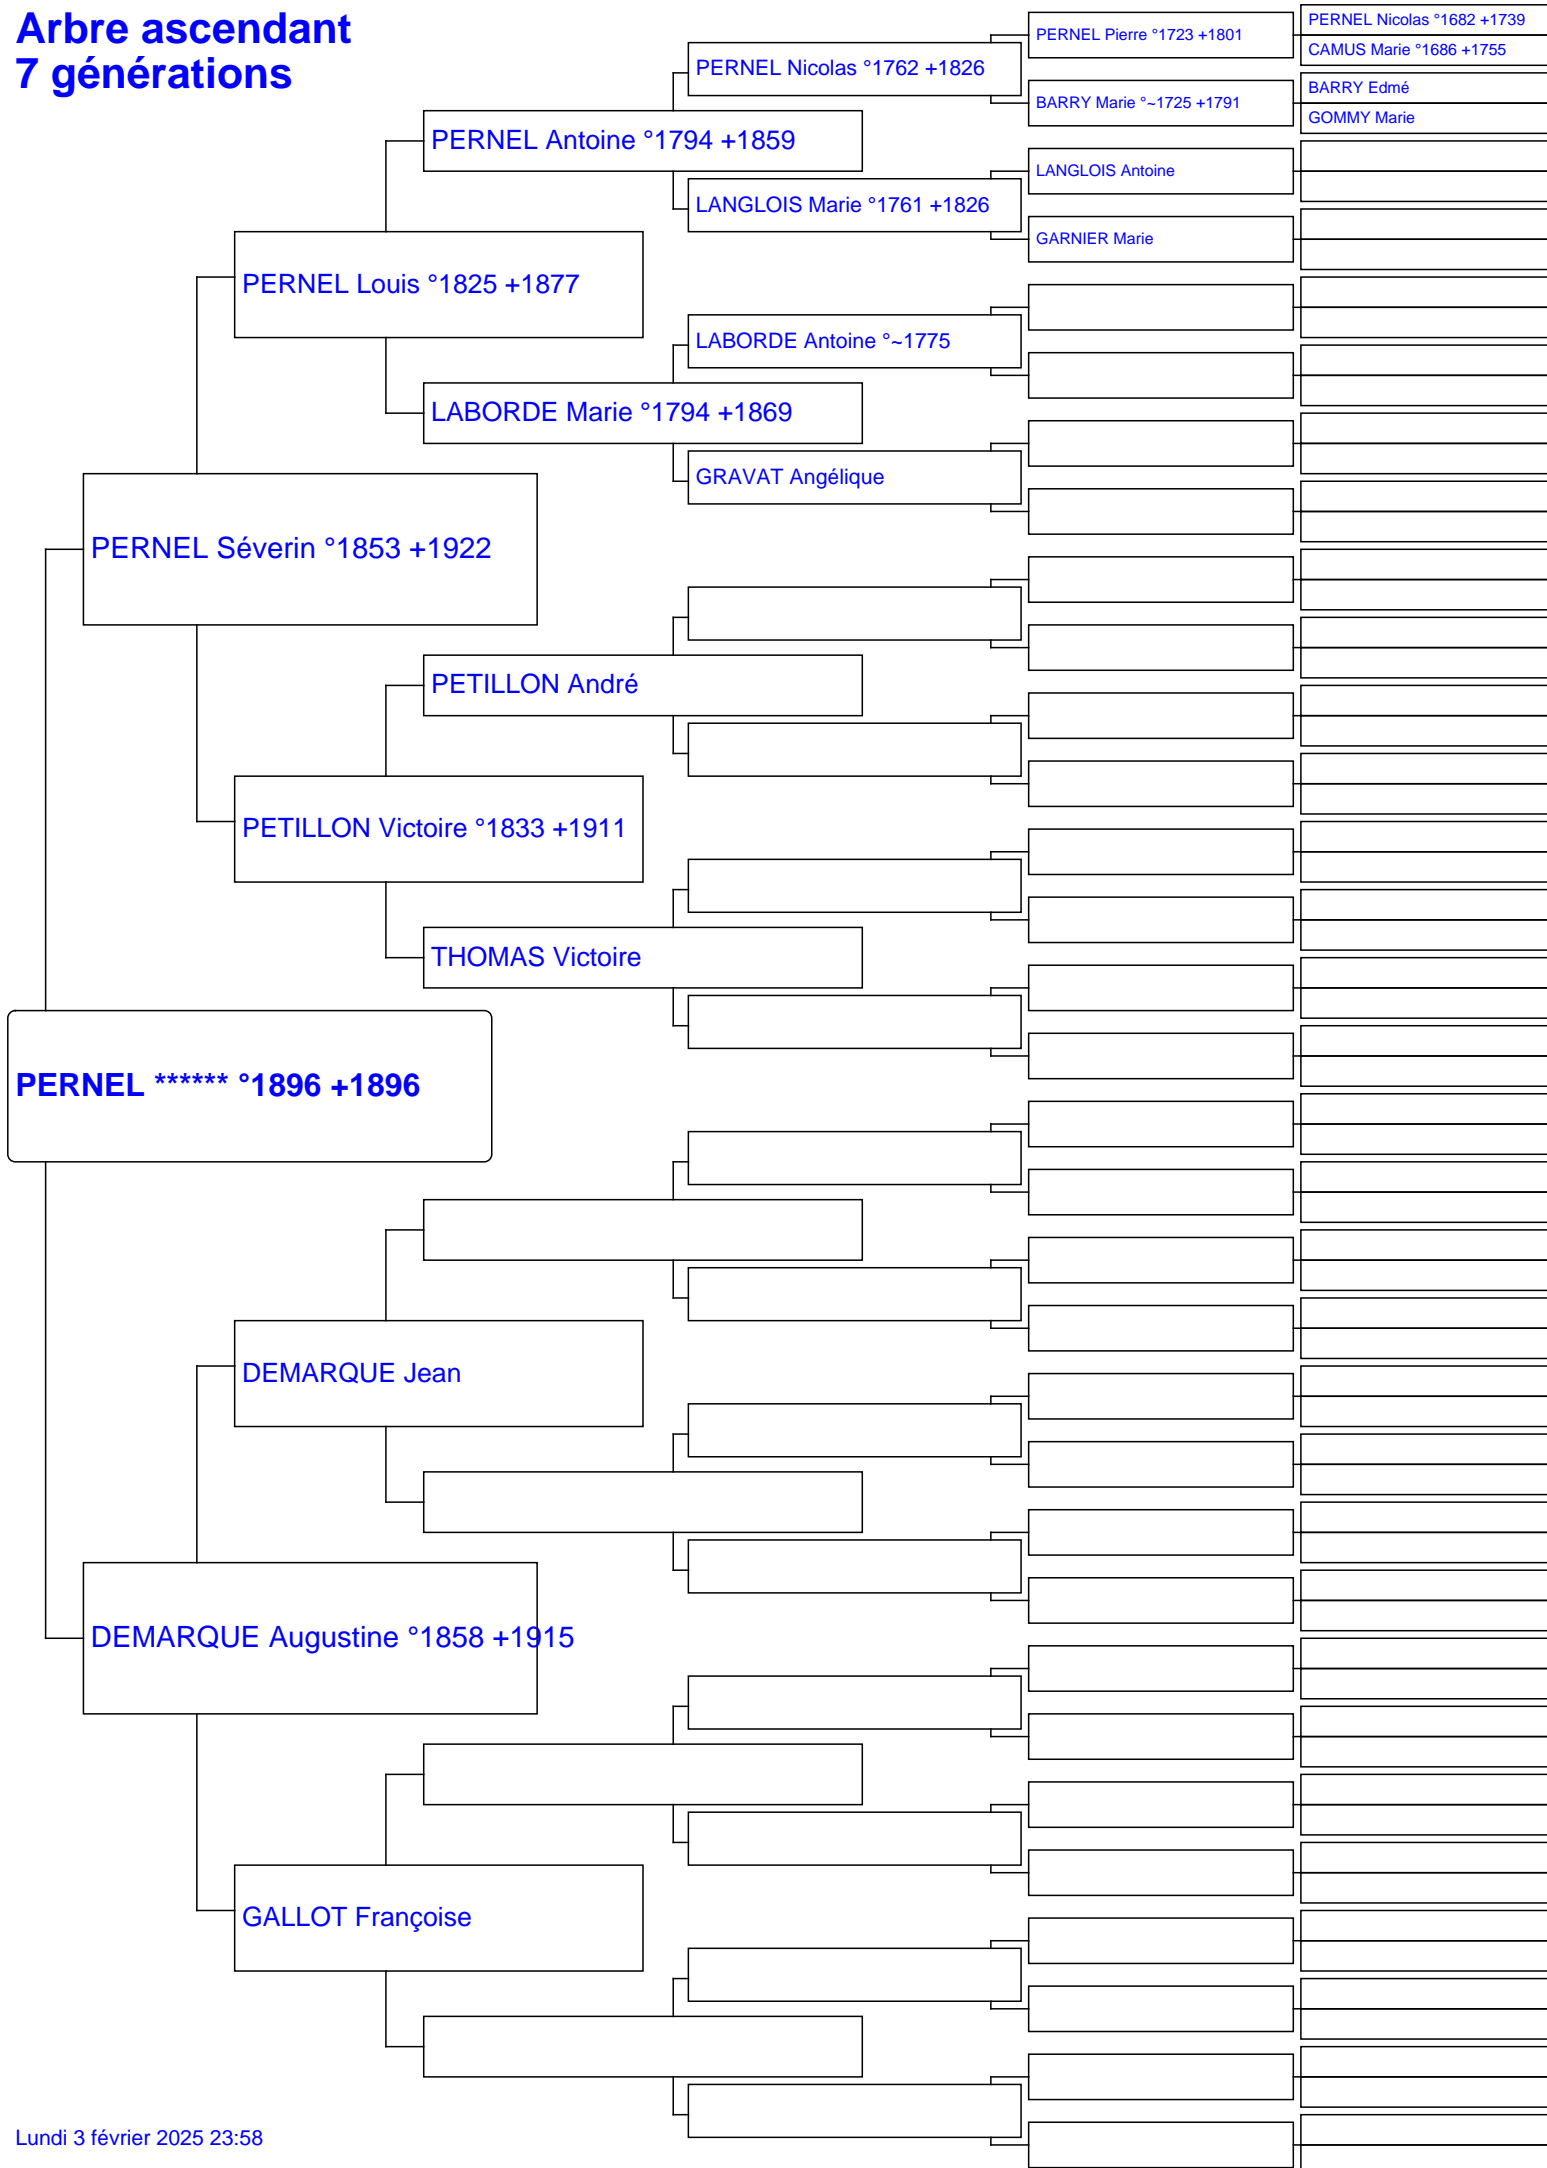 Arbre ascendant
7 générations
PERNEL Nicolas °1682 +1739
PERNEL Pierre °1723 +1801
CAMUS Marie °1686 +1755
PERNEL Nicolas °1762 +1826
BARRY Edmé
BARRY Marie °~1725 +1791
GOMMY Marie
PERNEL Antoine °1794 +1859
LANGLOIS Antoine
LANGLOIS Marie °1761 +1826
GARNIER Marie
PERNEL Louis °1825 +1877
LABORDE Antoine °~1775
LABORDE Marie °1794 +1869
GRAVAT Angélique
PERNEL Séverin °1853 +1922
PETILLON André
PETILLON Victoire °1833 +1911
THOMAS Victoire
PERNEL ****** °1896 +1896
DEMARQUE Jean
DEMARQUE Augustine °1858 +1915
GALLOT Françoise
Lundi 3 février 2025 23:58